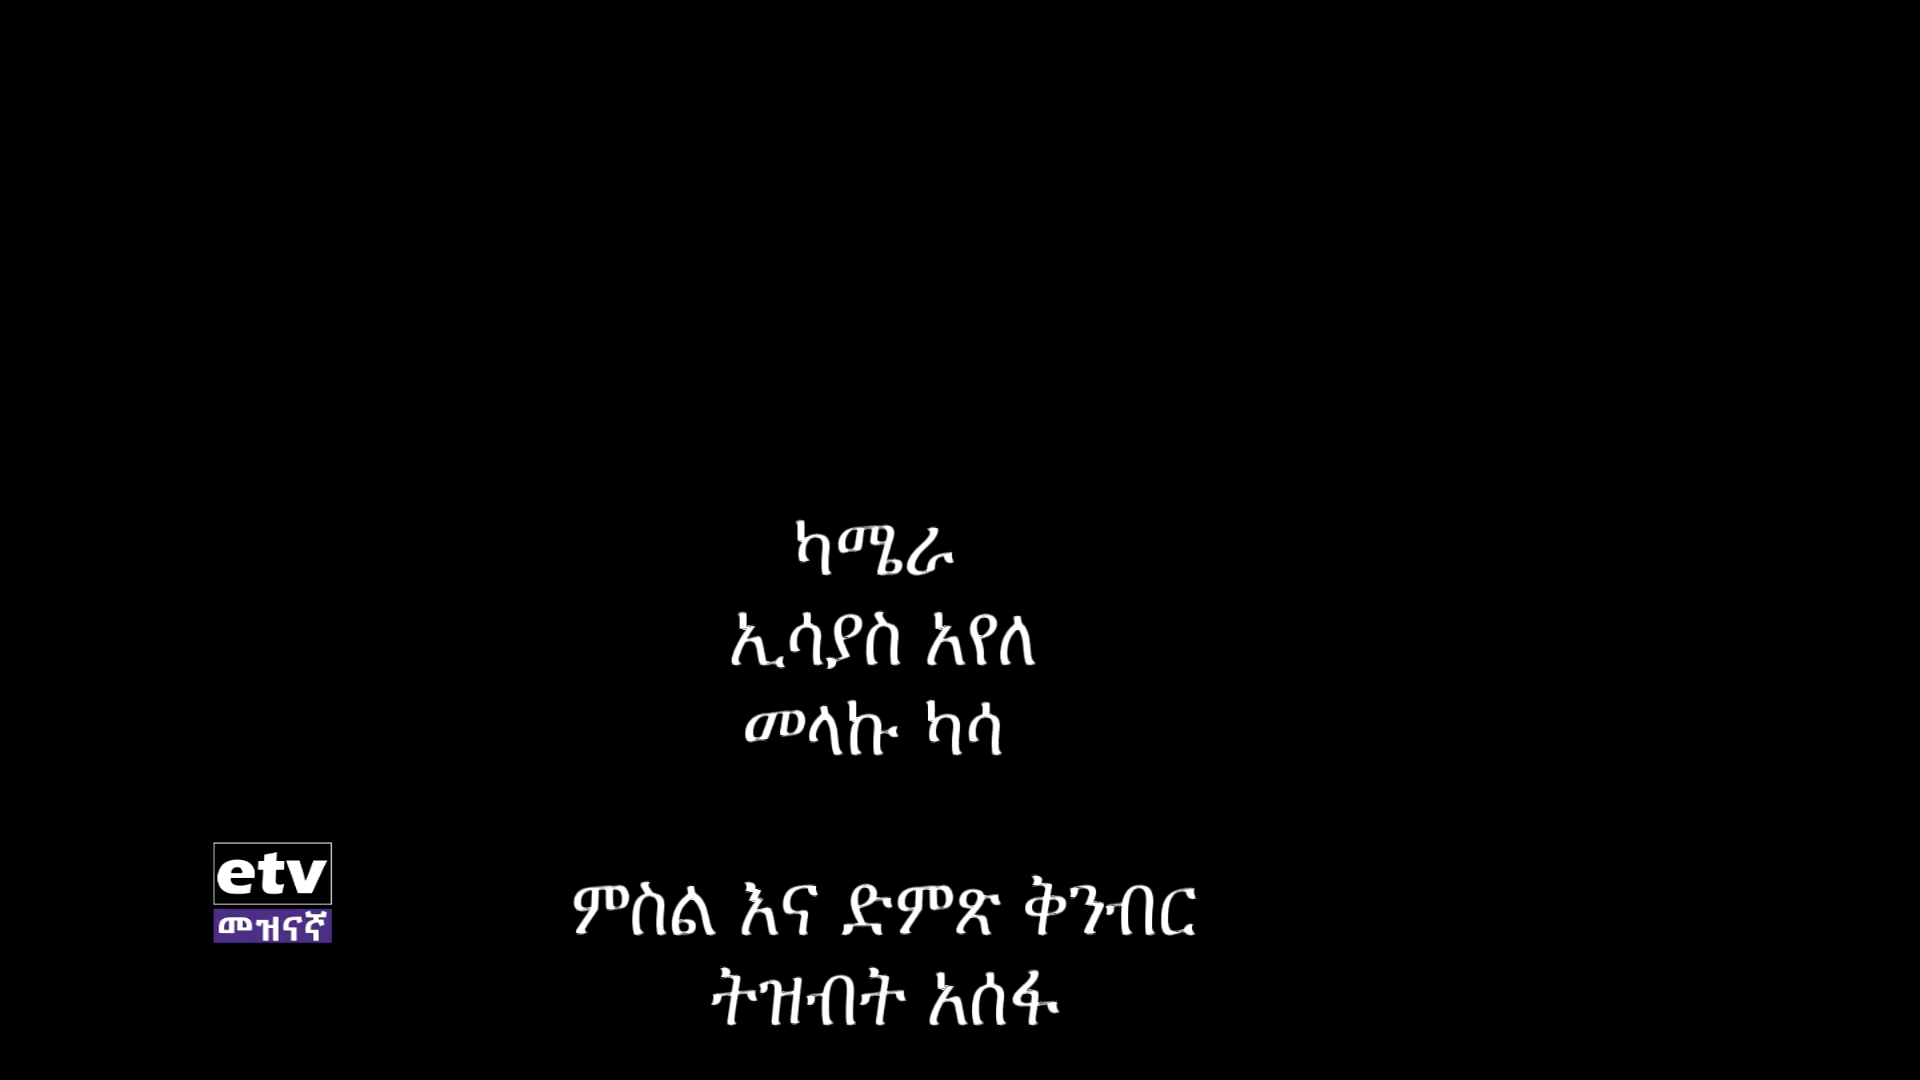 ካሜራ
ኢሳያስ አየለ
መላኩ ካሳ
ምስል እና ድምጽ ቅንብር
ትዝብት አሰፋ
etv
መዝናኛ